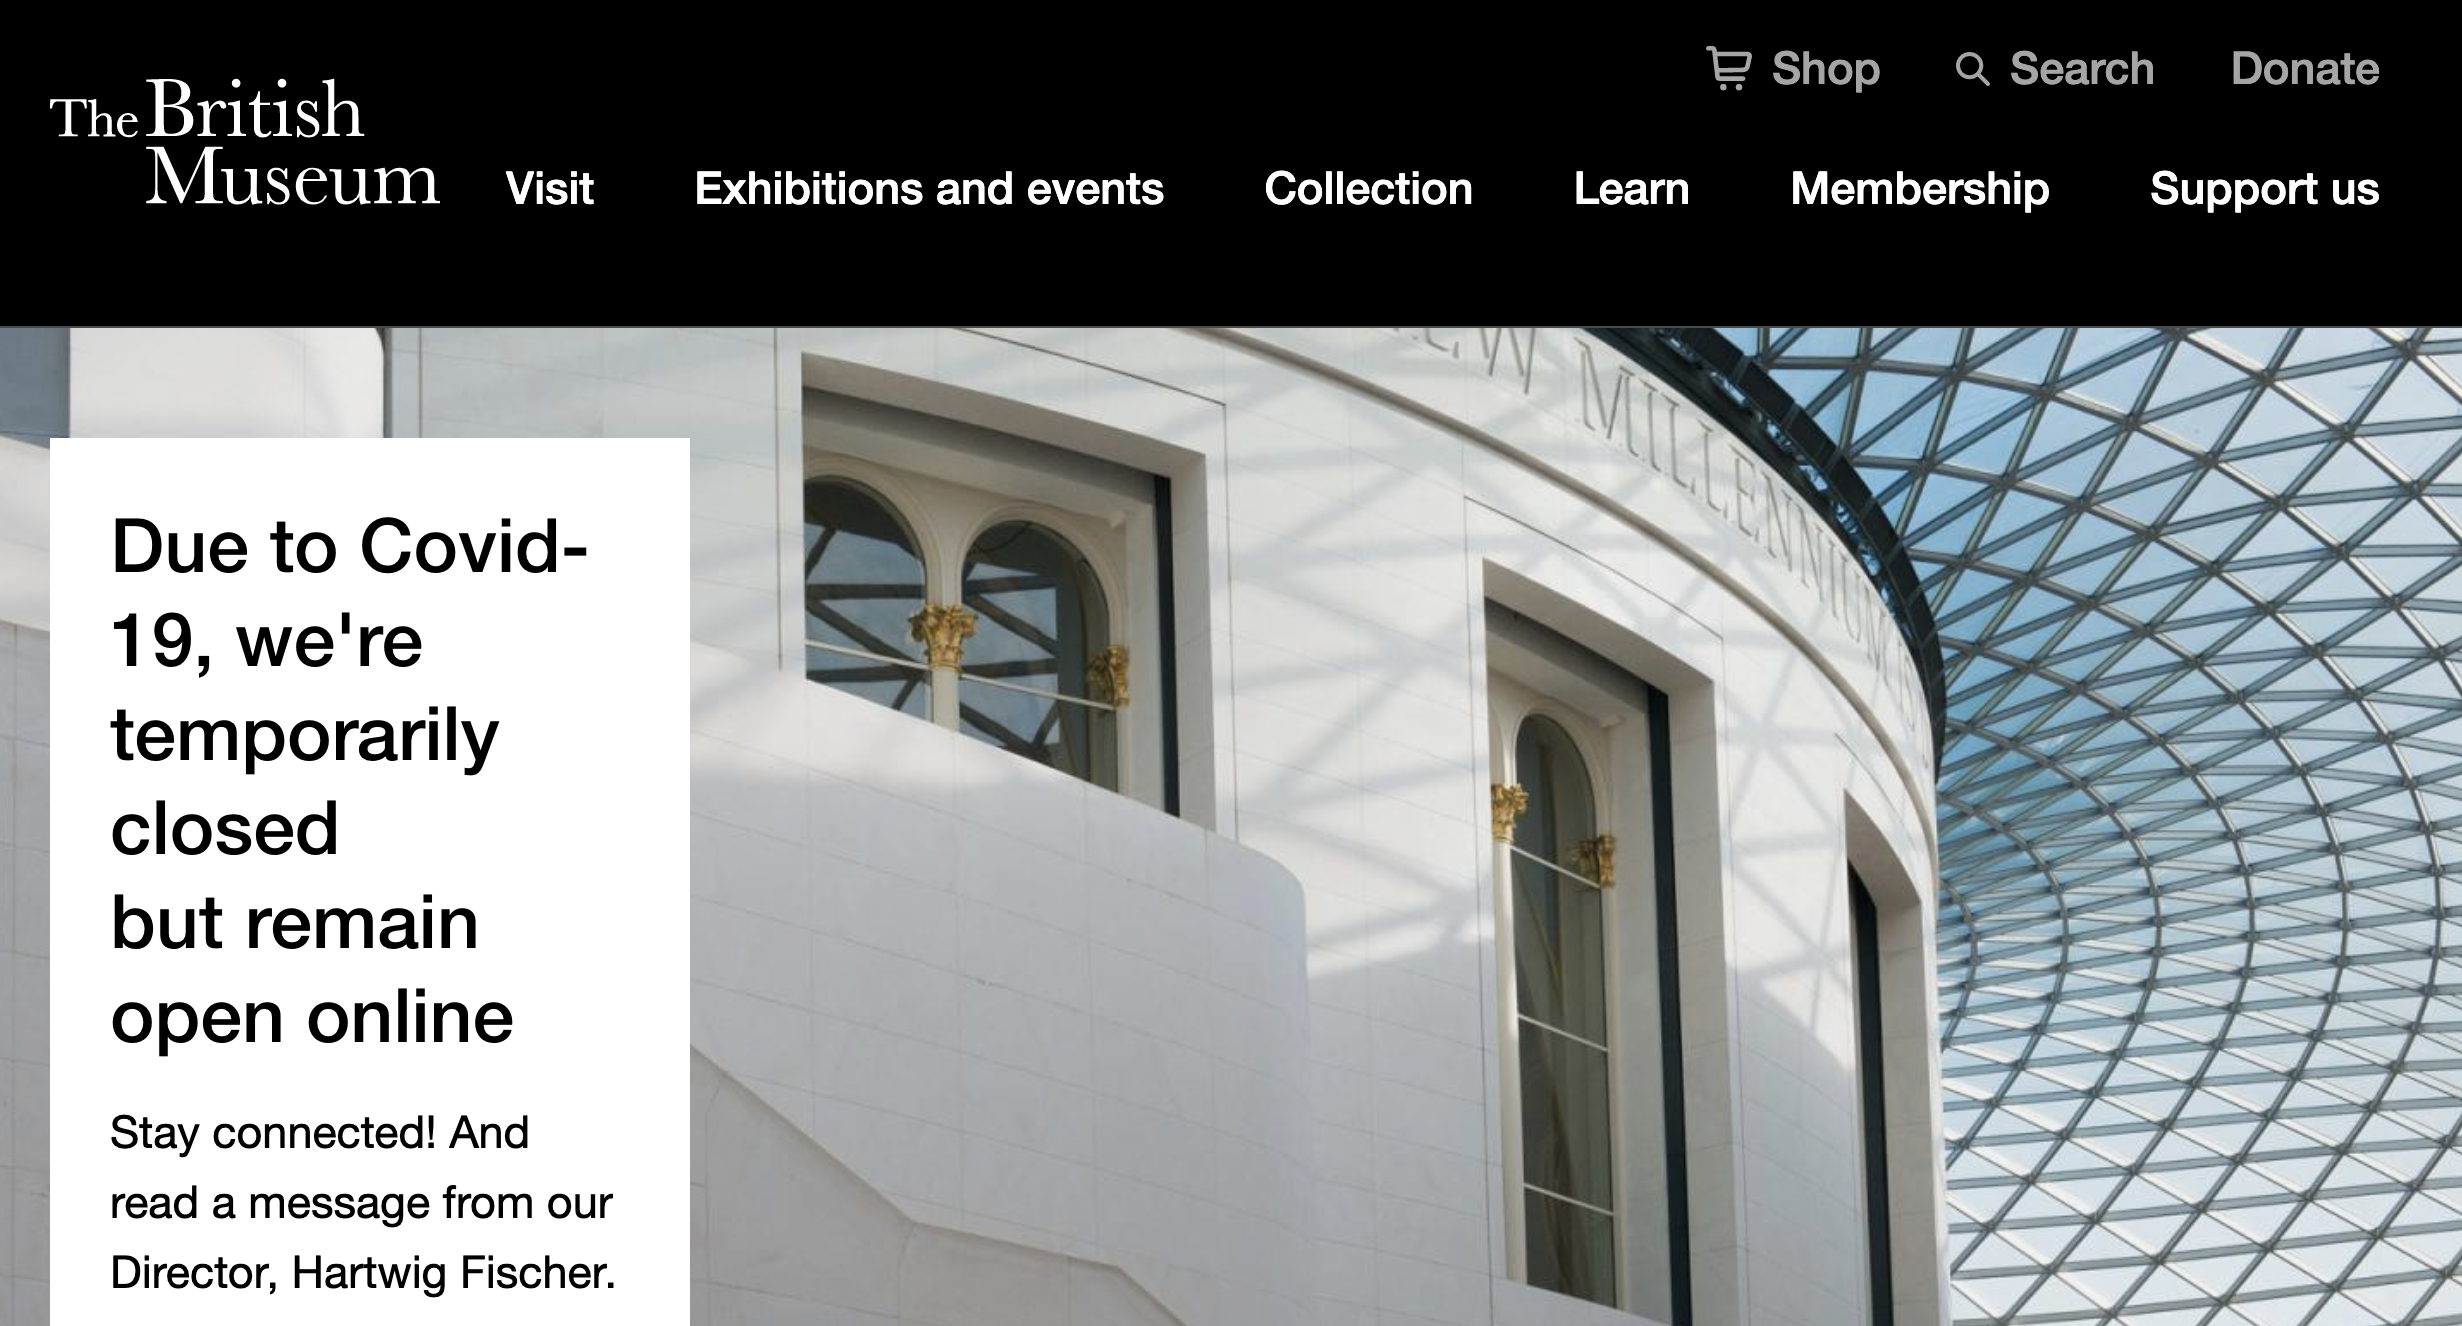 Shop
Search
Donate
The British
Museum
Visit
Exhibitions and events
Collection
Learn
Membership
Support us
MILLENNIUM
Due to Covid-
19, we're
temporarily
closed
but remain
open online
Stay connected! And
read a message from our
Director, Hartwig Fischer.